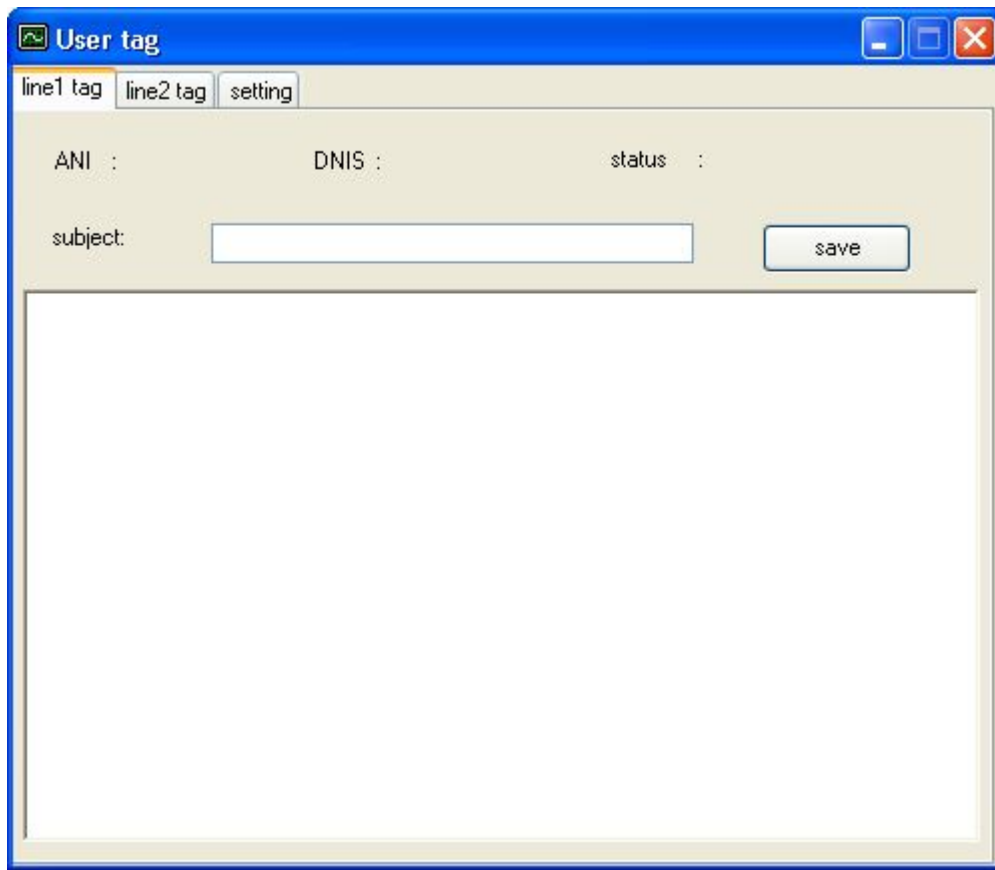 User tag
line1 tag line2 tag setting
ANI : DNIS : status :
subject: save